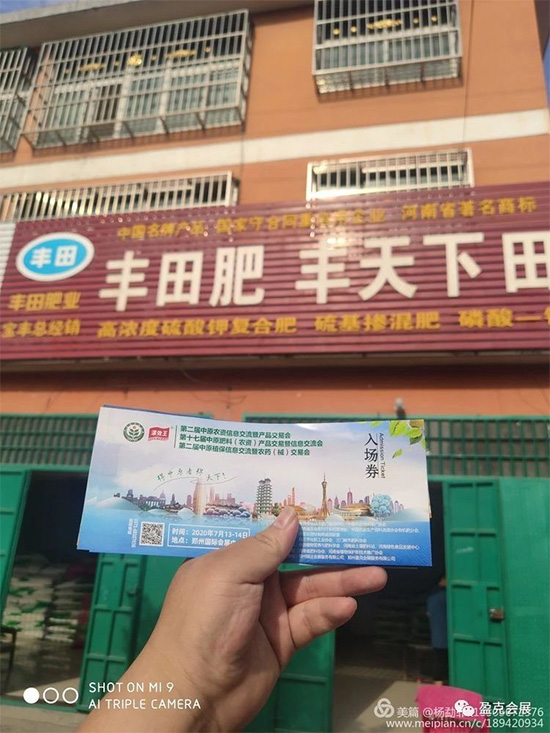 中国名牌产品 国家守合同重信用企业 河南省著名商标
丰田
丰田肥 丰天下田
丰田肥业
宝丰总经销
高浓度硫酸钾复合肥 硫基掺混肥 磷酸一
第二届中原农资信息交流暨产品交易会
第十七届中原肥料(农资)产品交易暨信息交流会
第二届中原植保信息交流暨农药(械)交易会
入场券
Admission Ticket
得中原者得天下!
时间:2020年7月13-14日
地点:郑州国际会展中
SHOT ON MI 9
AI TRIPLE CAMERA
美篇
盈克会展
www.meipian.cn/c/189420934